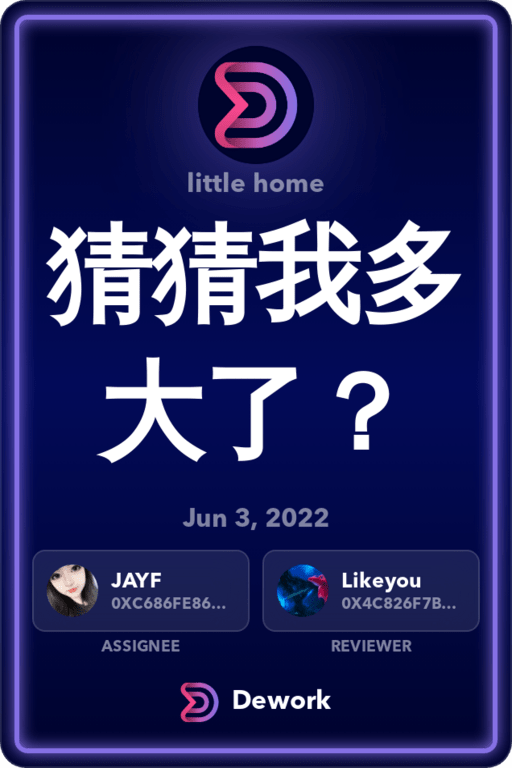 little home
猜猜我多
大了？
Jun 3, 2022
JAYF
0XC686FE86...
Likeyou
0X4C826F7B...
ASSIGNEE
REVIEWER
Dework